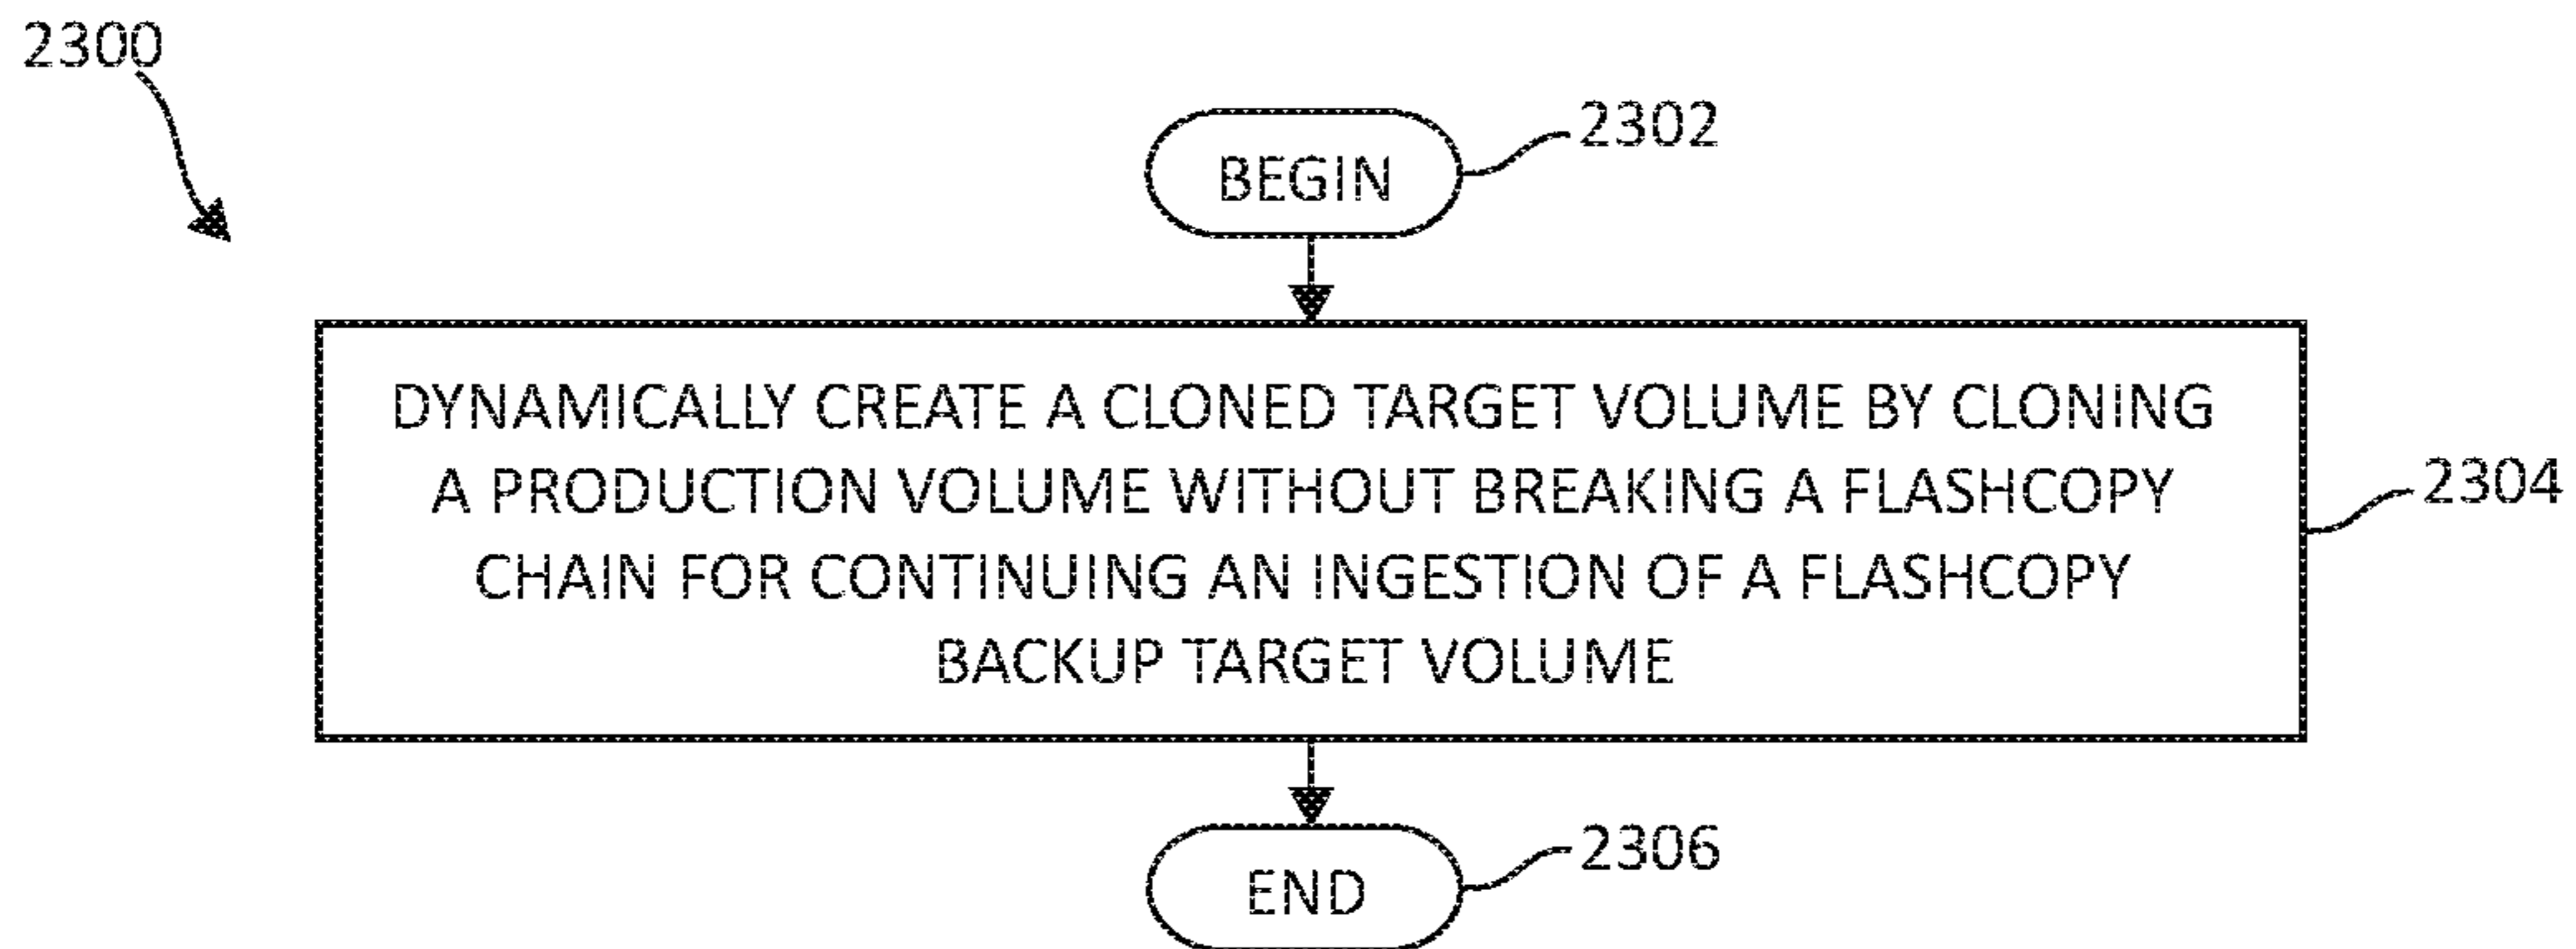 2300
BEGIN
2302
DYNAMICALLY CREATE A CLONED TARGET VOLUME BY CLONING
A PRODUCTION VOLUME WITHOUT BREAKING A FLASHCOPY
CHAIN FOR CONTINUING AN INGESTION OF A FLASHCOPY
BACKUP TARGET VOLUME
2304
END
2306